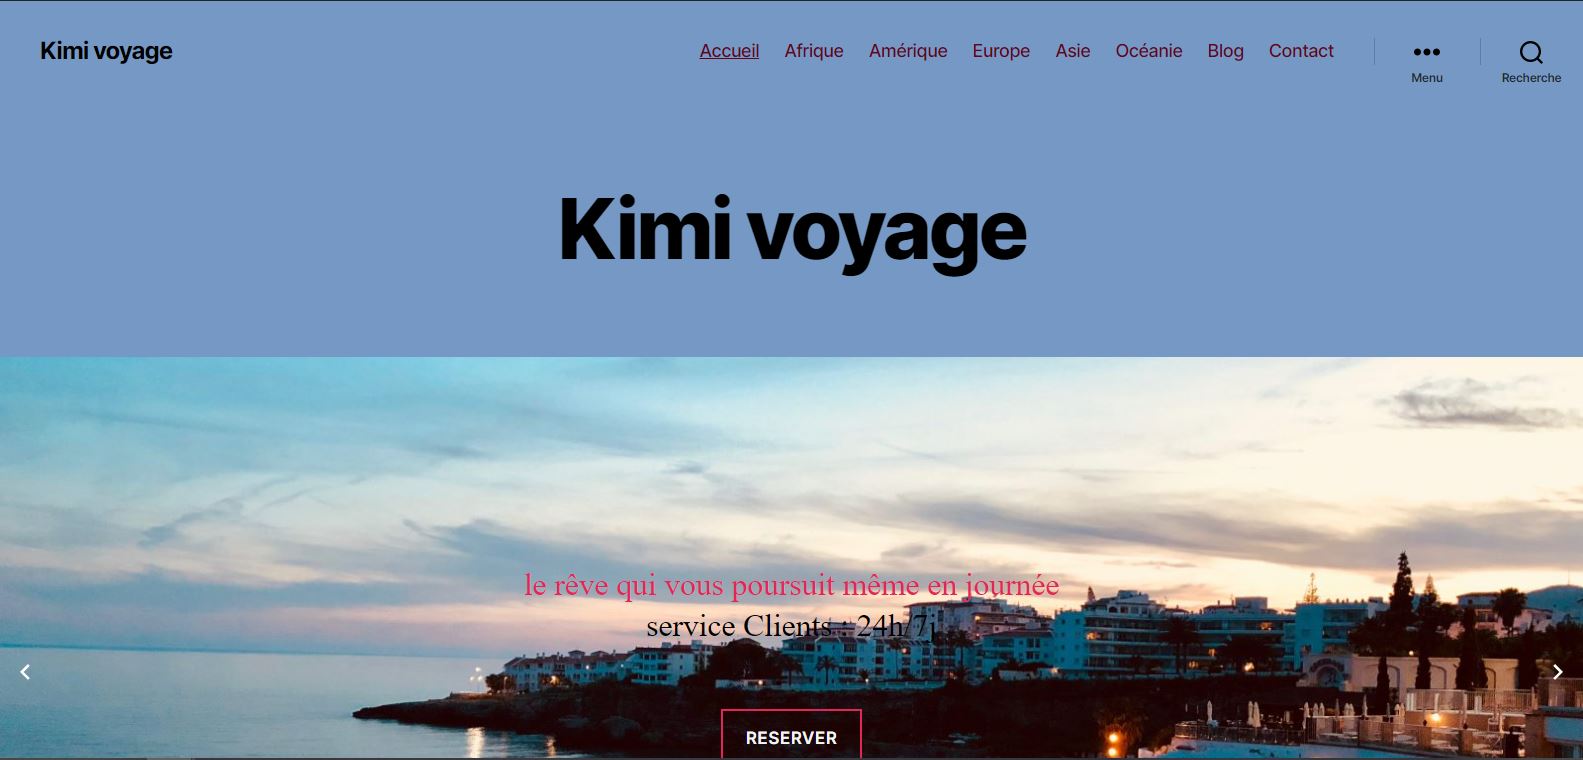 Kimi voyage
Accueil Afrique Amérique Europe Asie Océanie Blog Contact
Menu
Recherche
Kimi voyage
le rêve qui vous poursuit même en journée
service Clients : 24h/7j
RESERVER